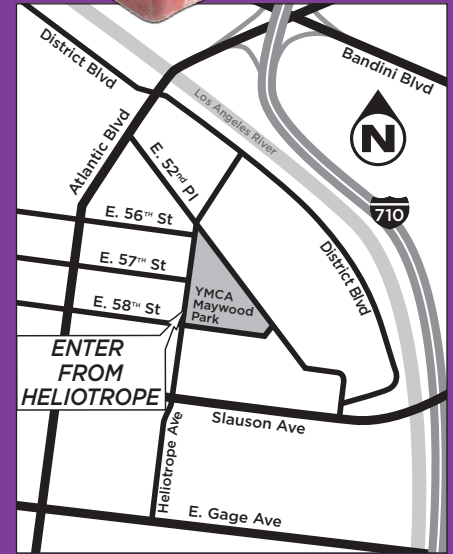 District Blvd
Bandini Blvd
Los Angeles River
N
Atlantic Blvd
E. 52nd Pl
710
E. 56TH St
E. 57TH St
District Blvd
YMCA
Maywood
Park
E. 58TH St
ENTER
FROM
HELIOTROPE
Slauson Ave
Heliotrope Ave
E. Gage Ave